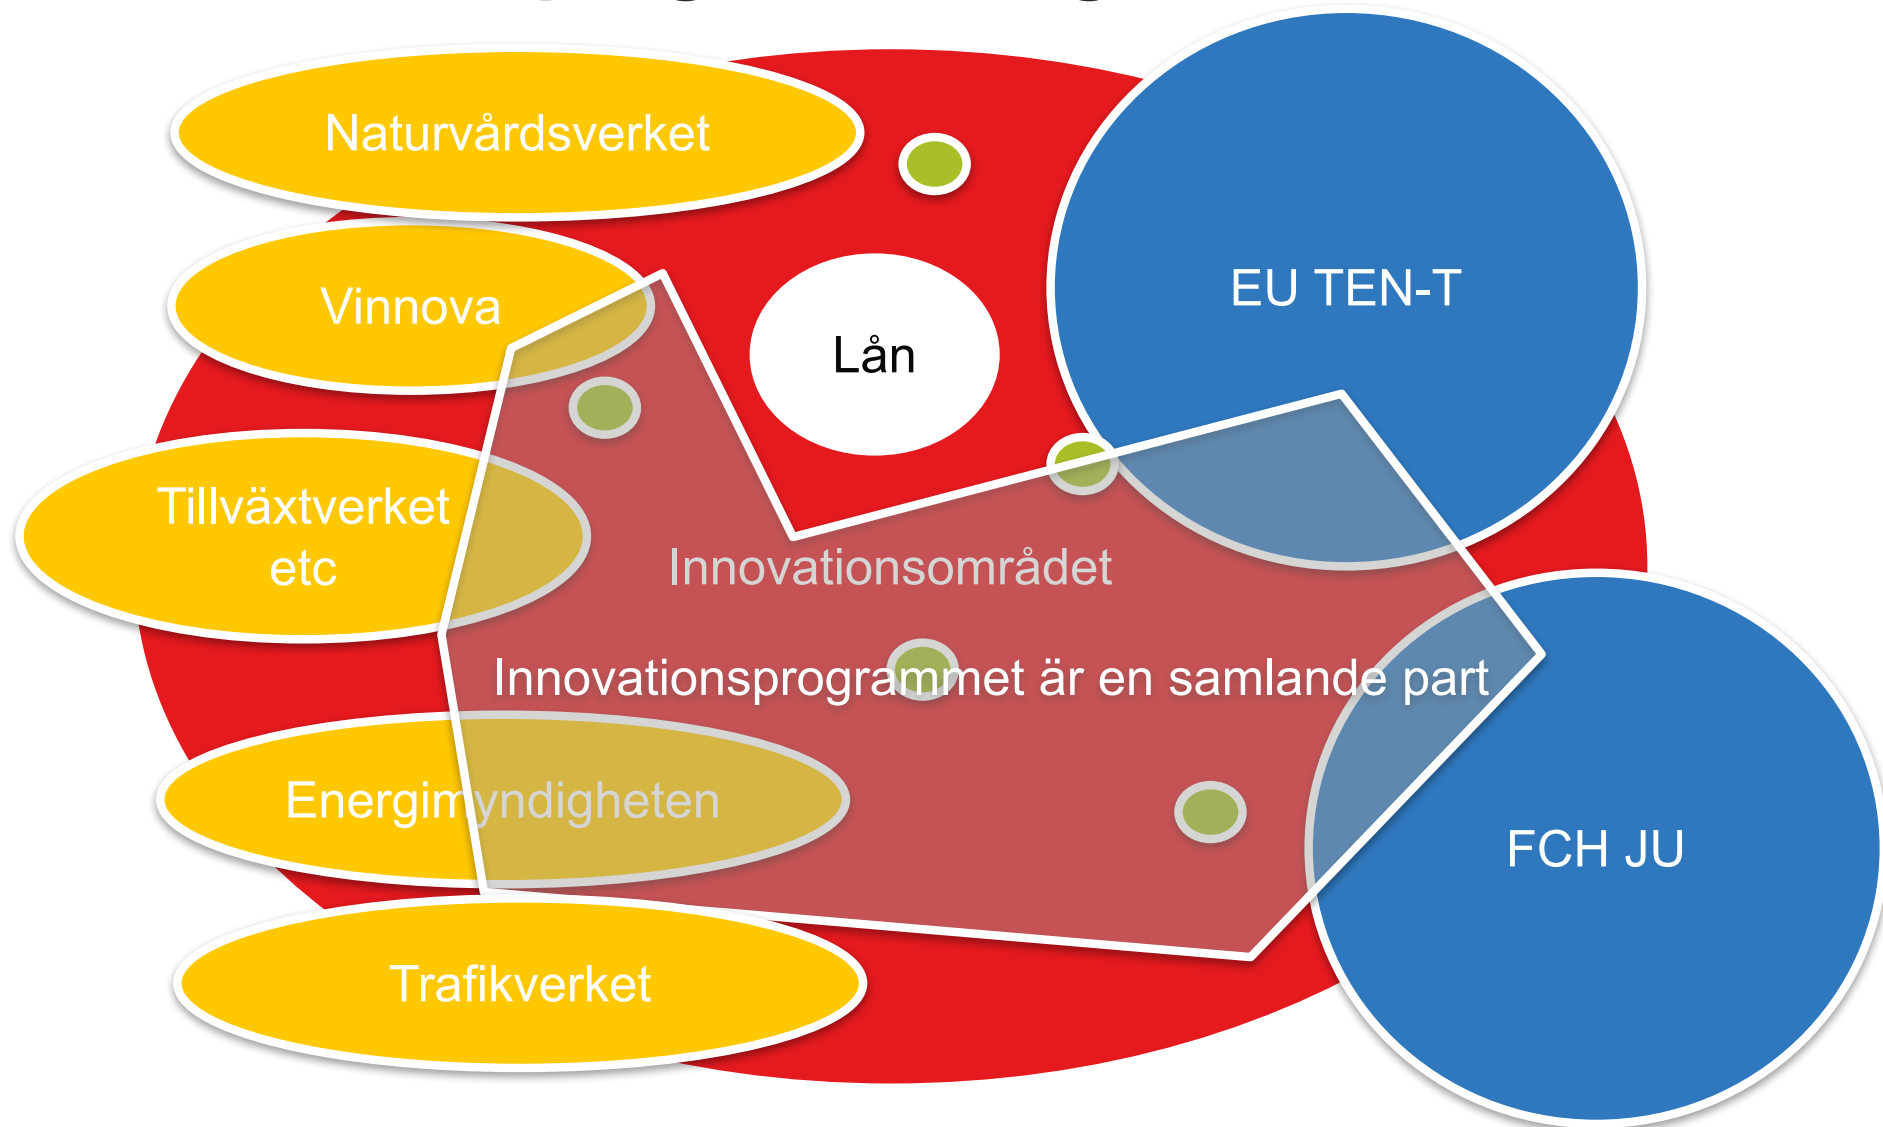 Naturvårdsverket
EU TEN-T
Vinnova
Lån
Tillväxtverket
etc
Innovationsområdet
Innovationsprogrammet är en samlande part
Energimyndigheten
FCH JU
Trafikverket